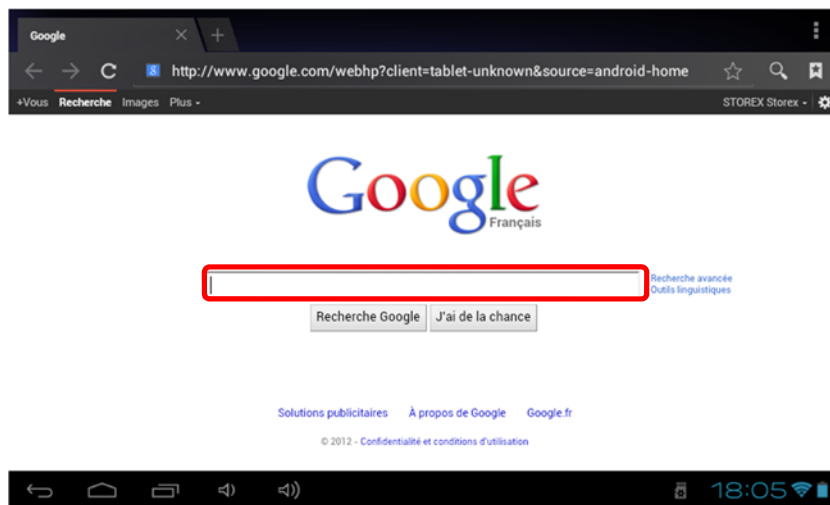 Google
http://www.google.com/webhp?client=tablet-unknown&source=android-home
+Vous Recherche Images Plus
STOREX Storex
Google
Français
Recherche avancée
Outils linguistiques
Recherche Google J'ai de la chance
Solutions publicitaires À propos de Google Google.fr
© 2012 - Confidentialité et conditions d'utilisation
18:05